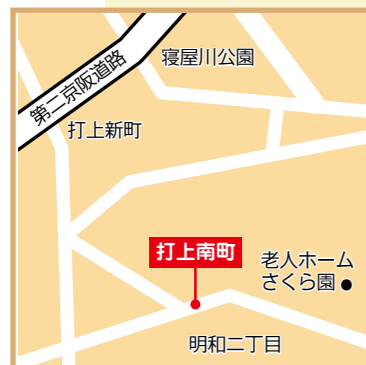 寝屋川公園
第二京阪道路
打上新町
打上南町
老人ホーム
さくら園
明和二丁目